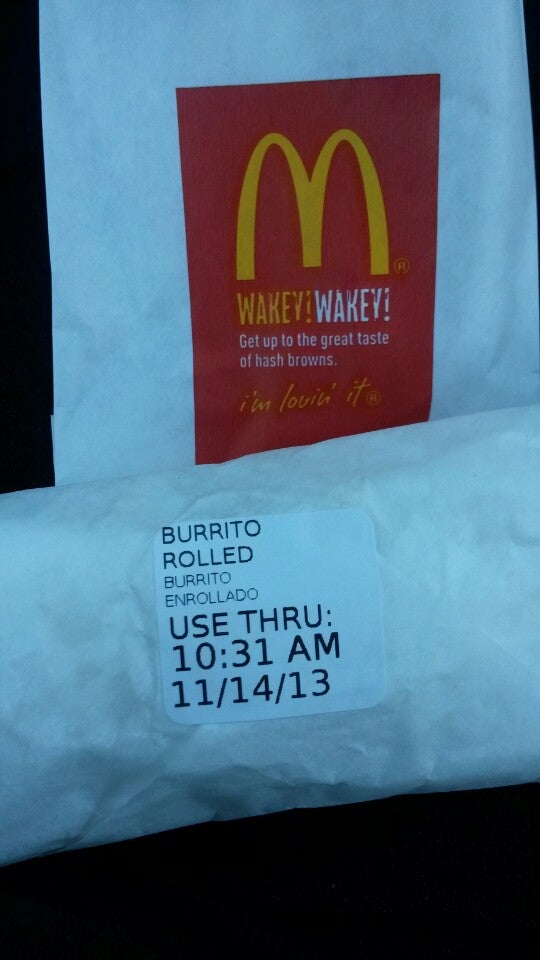 M®
WAKEY! WAKEY!
Get up to the great taste
of hash browns.
i'm lovin' it®
BURRITO
ROLLED
BURRITO
ENROLLADO
USE THRU:
10:31 AM
11/14/13